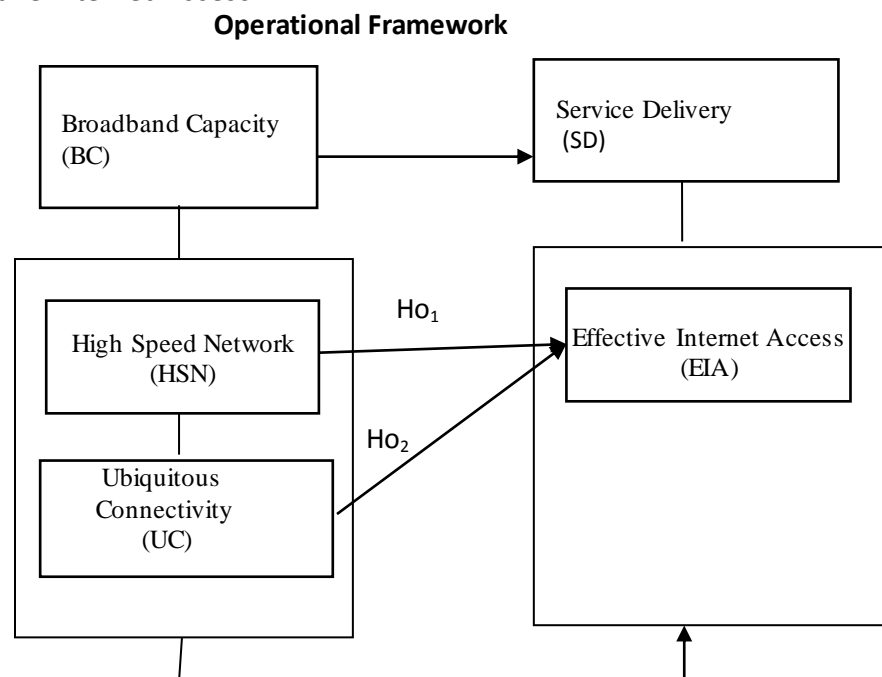 Operational Framework
Broadband Capacity
(BC)
Service Delivery
(SD)
Ho1
High Speed Network
(HSN)
Effective Internet Access
(EIA)
Ho2
Ubiquitous
Connectivity
(UC)